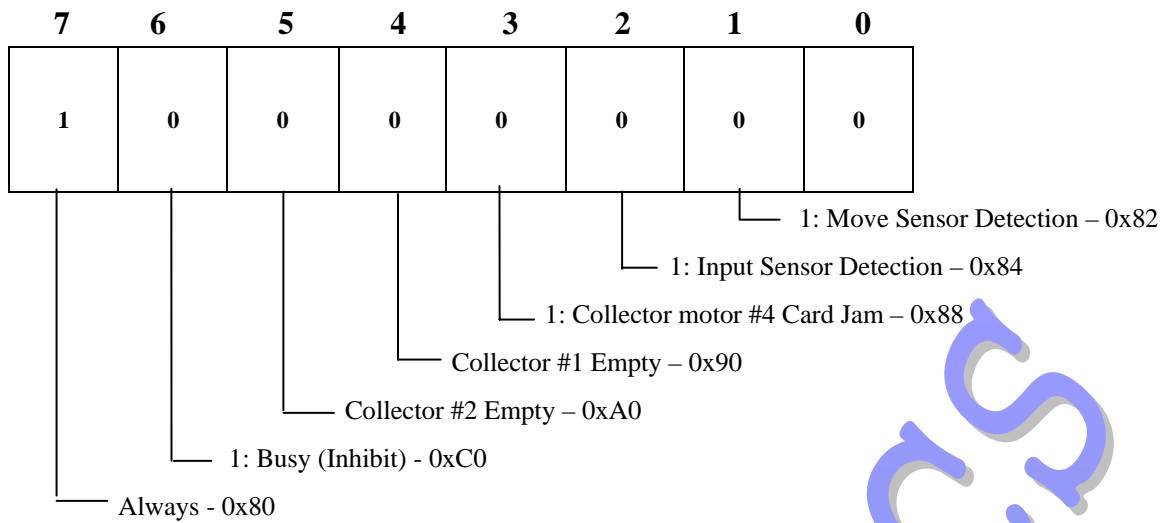 7 6 5 4 3 2 1 0
1 0 0 0 0 0 0 0
1: Move Sensor Detection – 0x82
1: Input Sensor Detection – 0x84
1: Collector motor #4 Card Jam – 0x88
Collector #1 Empty – 0x90
Collector #2 Empty – 0xA0
1: Busy (Inhibit) - 0xC0
Always - 0x80